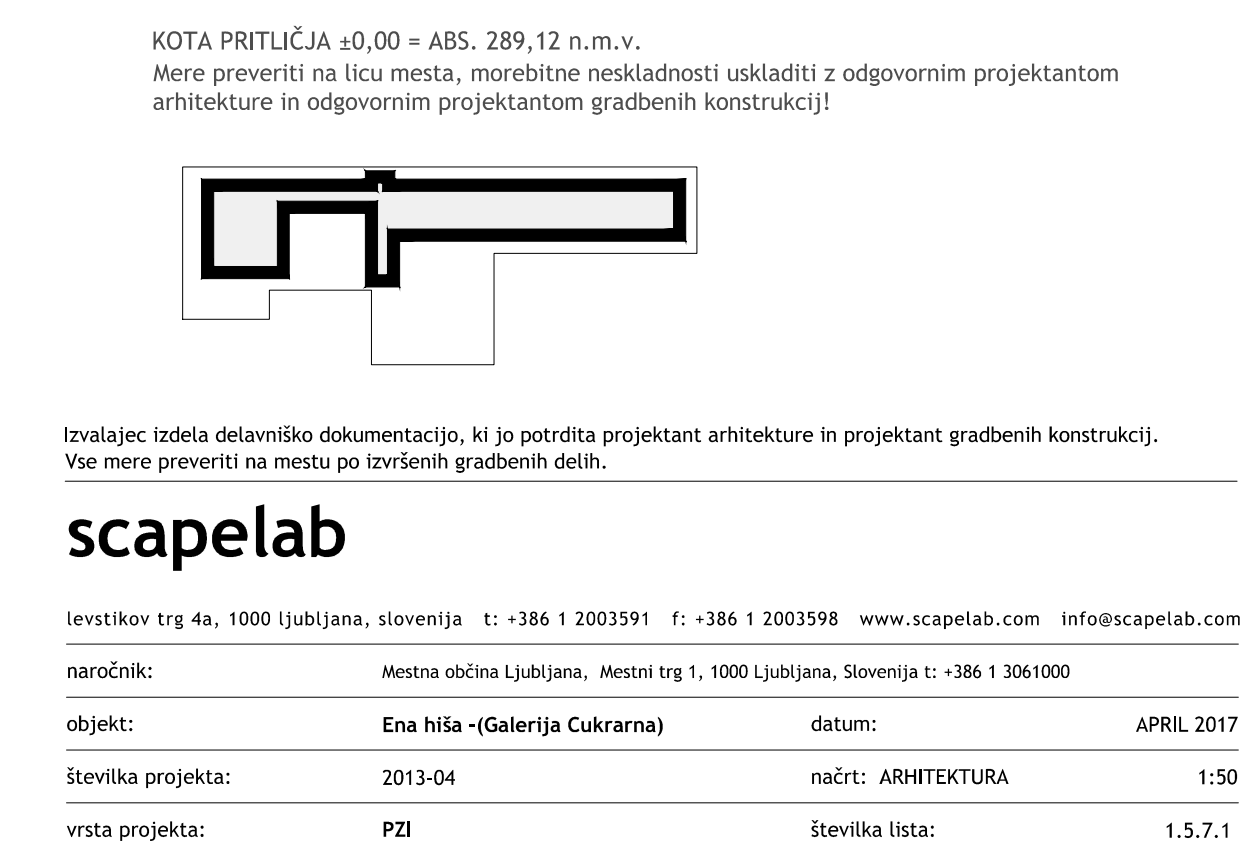 KOTA PRITLIČJA ±0,00 = ABS. 289,12 n.m.v.
Mere preveriti na licu mesta, morebitne neskladnosti uskladiti z odgovornim projektantom
arhitekture in odgovornim projektantom gradbenih konstrukcij!
Izvalajec izdela delavniško dokumentacijo, ki jo potrdita projektant arhitekture in projektant gradbenih konstrukcij.
Vse mere preveriti na mestu po izvršenih gradbenih delih.
scapelab
levstikov trg 4a, 1000 ljubljana, slovenija t: +386 1 2003591 f: +386 1 2003598 www.scapelab.com info@scapelab.com
naročnik: Mestna občina Ljubljana, Mestni trg 1, 1000 Ljubljana, Slovenija t: +386 1 3061000
objekt: Ena hiša -(Galerija Cukrarna) datum: APRIL 2017
številka projekta: 2013-04 načrt: ARHITEKTURA 1:50
vrsta projekta: PZI številka lista: 1.5.7.1